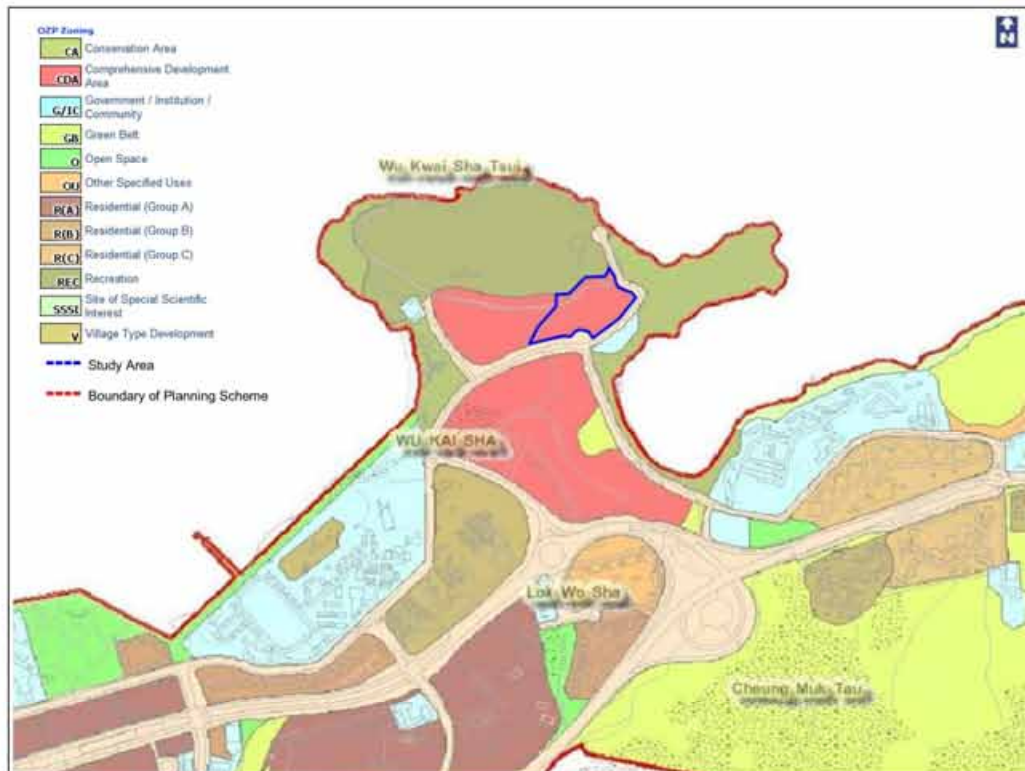 OZP Zoning
CA Conservation Area
CDA Comprehensive Development
Area
G/IC Government / Institution /
Community
GB Green Belt
O Open Space
OU Other Specified Uses
R(A) Residential (Group A)
R(B) Residential (Group B)
R(C) Residential (Group C)
REC Recreation
SSSI Site of Special Scientific
Interest
V Village Type Development
Study Area
Boundary of Planning Scheme
N
Wu Kwai Sha Tsui
WU KAI SHA
Lok Wo Sha
Cheung Muk Tau